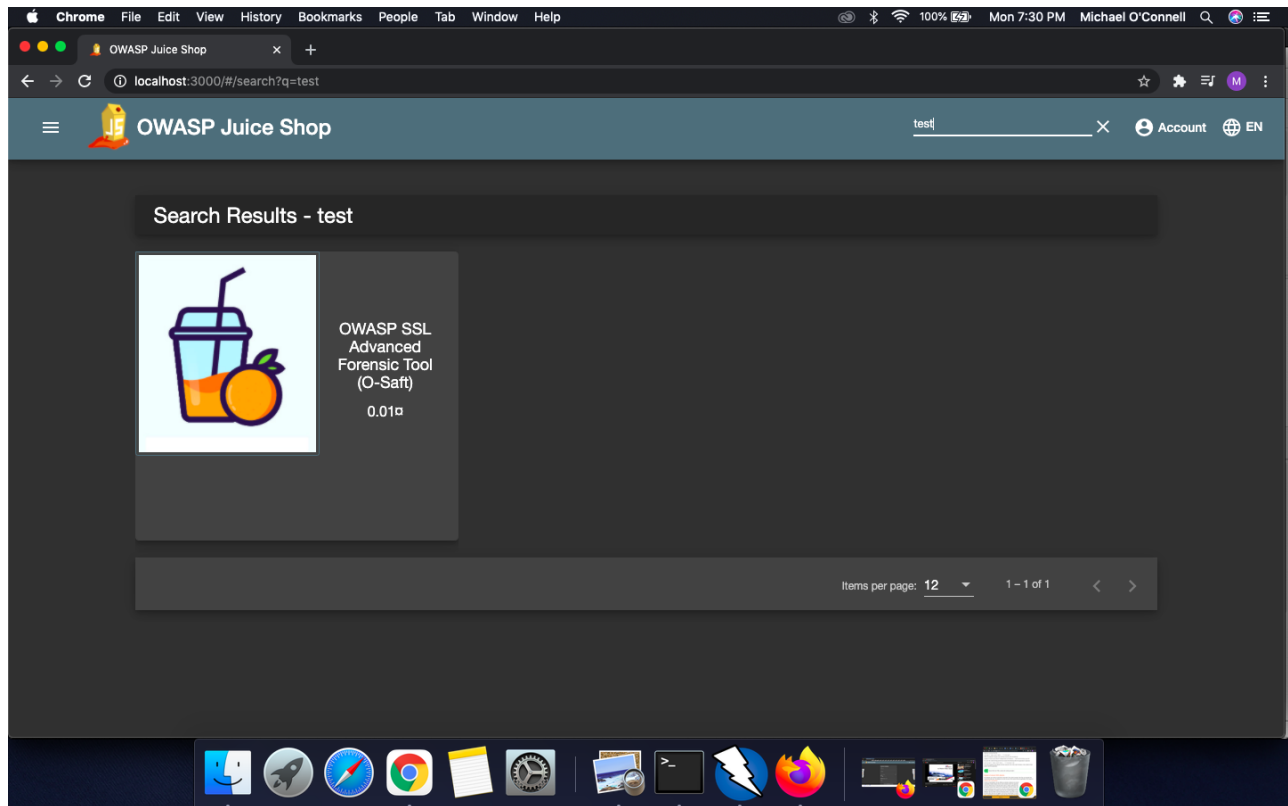 Chrome File Edit View History Bookmarks People Tab Window Help 100% Mon 7:30 PM Michael O'Connell
OWASP Juice Shop
localhost:3000/#/search?q=test M
JS OWASP Juice Shop test Account EN
Search Results - test
OWASP SSL
Advanced
Forensic Tool
(O-Saft)
0.01¤
Items per page: 12 1 – 1 of 1
>_